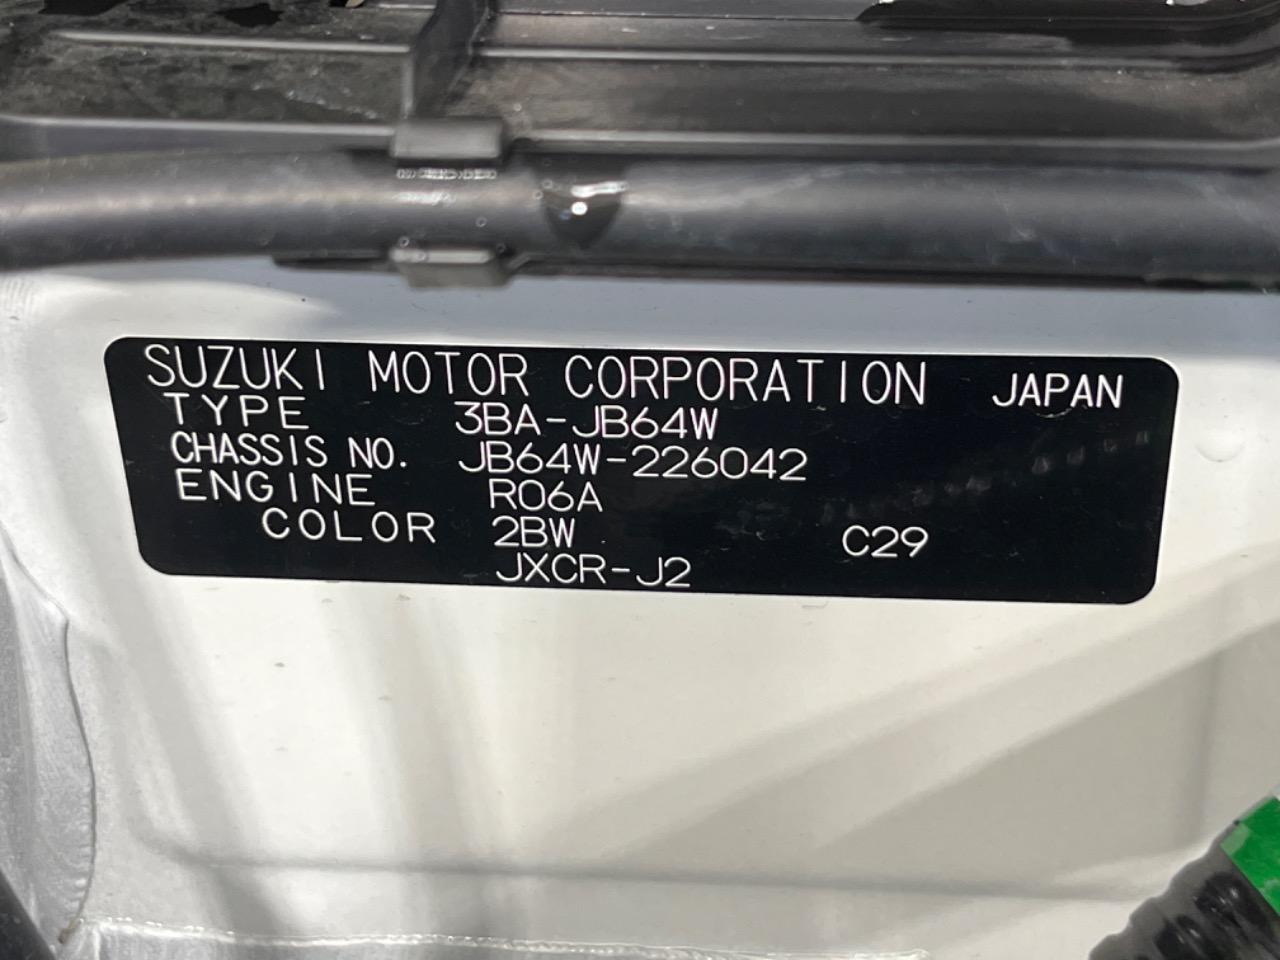 SUZUKI MOTOR CORPORATION JAPAN
TYPE 3BA-JB64W
CHASSIS NO. JB64W-226042
ENGINE R06A
COLOR 2BW C29
JXCR-J2